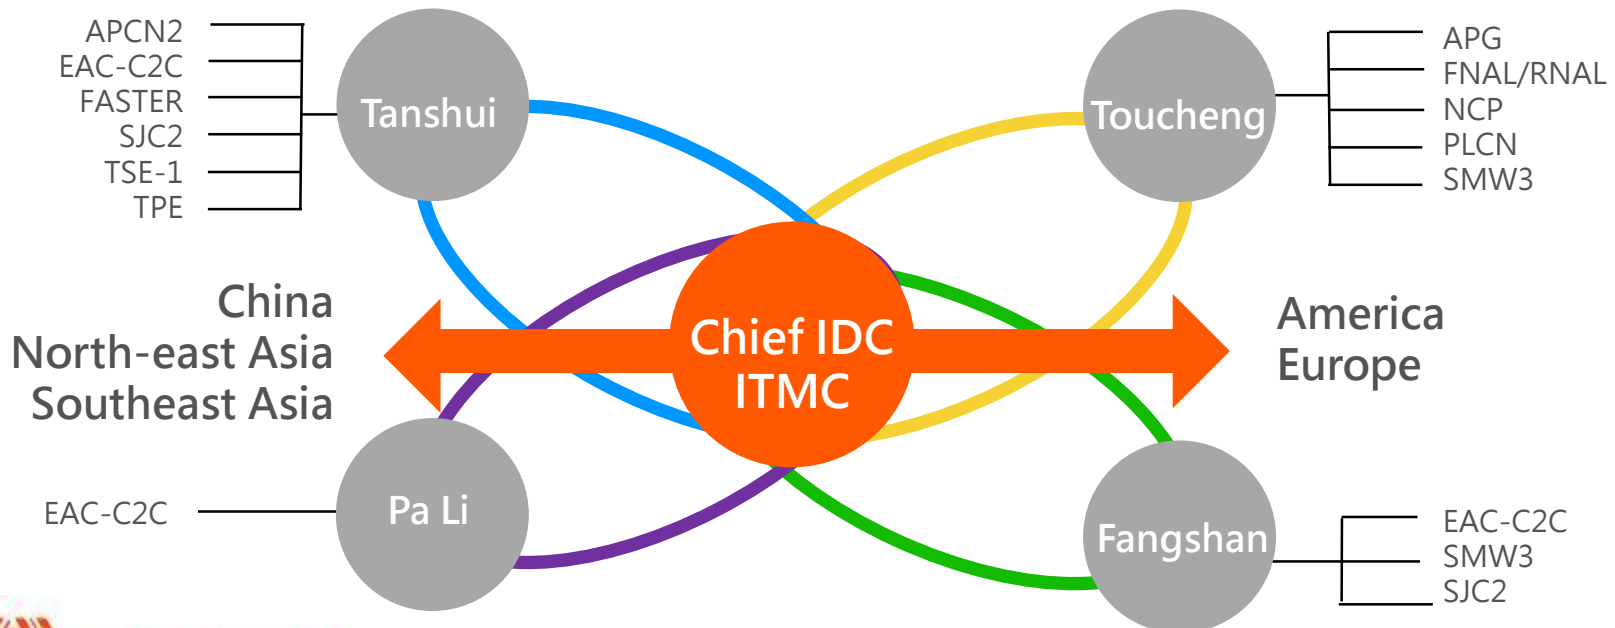 APCN2
EAC-C2C
FASTER
SJC2
TSE-1
TPE
Tanshui
Toucheng
APG
FNAL/RNAL
NCP
PLCN
SMW3
China
North-east Asia
Southeast Asia
Chief IDC
ITMC
America
Europe
EAC-C2C
Pa Li
Fangshan
EAC-C2C
SMW3
SJC2